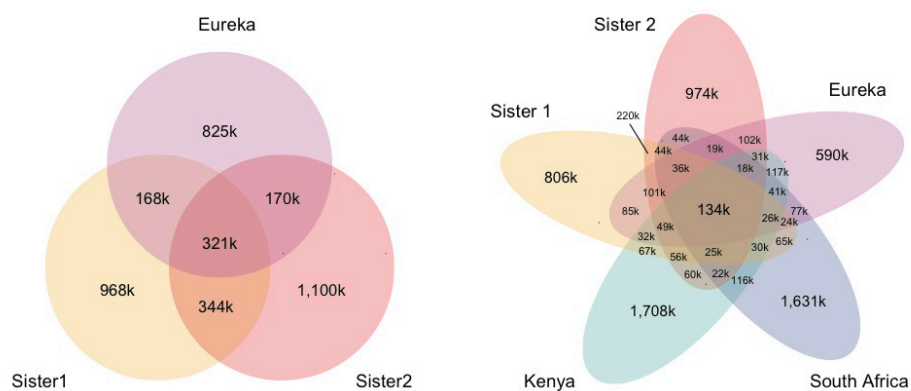 Eureka
825k
168k
170k
321k
968k
344k
1,100k
Sister1
Sister2
Sister 2
974k
Eureka
Sister 1
220k
44k
102k
590k
44k
19k
31k
806k
36k
18k
117k
101k
41k
85k
134k
77k
26k
24k
49k
32k
65k
67k
30k
56k
25k
60k
22k
116k
1,708k
1,631k
Kenya
South Africa